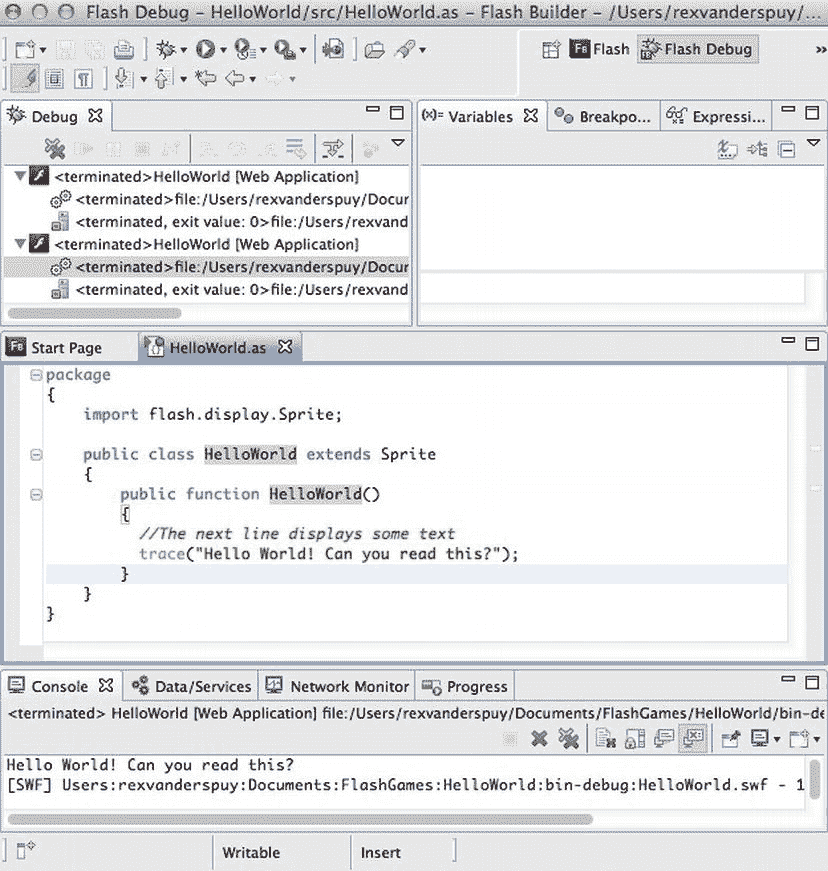 Flash Debug – HelloWorld/src/HelloWorld.as – Flash Builder – /Users/rexvanderspuy/...
Fb Flash Flash Debug »
Debug
(x)= Variables Breakpo... Expressi...
<terminated>HelloWorld [Web Application]
<terminated>file:/Users/rexvanderspuy/Docur
<terminated, exit value: 0>file:/Users/rexvand
<terminated>HelloWorld [Web Application]
<terminated>file:/Users/rexvanderspuy/Docur
<terminated, exit value: 0>file:/Users/rexvand
Fb Start Page HelloWorld.as
package
{
import flash.display.Sprite;
public class HelloWorld extends Sprite
{
public function HelloWorld()
{
//The next line displays some text
trace("Hello World! Can you read this?");
}
}
}
Console Data/Services Network Monitor Progress
<terminated> HelloWorld [Web Application] file:/Users/rexvanderspuy/Documents/FlashGames/HelloWorld/bin-de
Hello World! Can you read this?
[SWF] Users:rexvanderspuy:Documents:FlashGames:HelloWorld:bin-debug:HelloWorld.swf - 1
Writable Insert